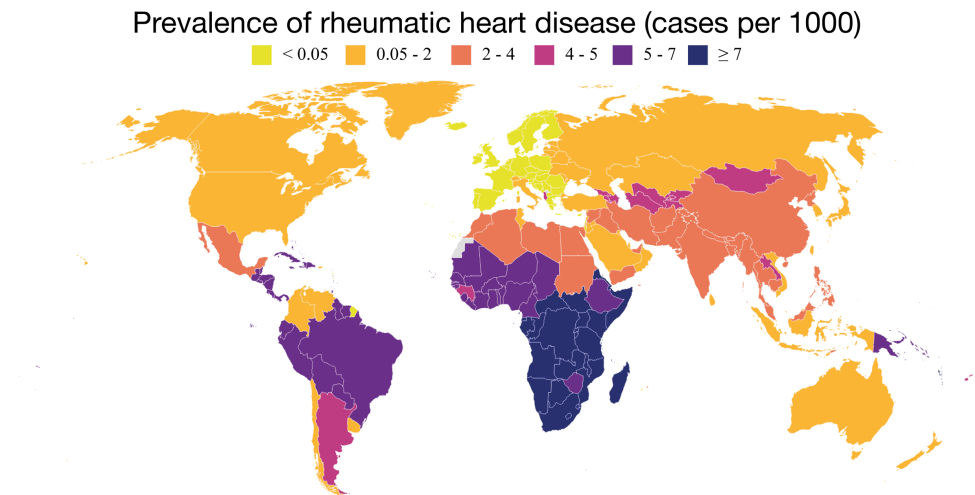 Prevalence of rheumatic heart disease (cases per 1000)
< 0.05 0.05 - 2 2 - 4 4 - 5 5 - 7 ≥ 7